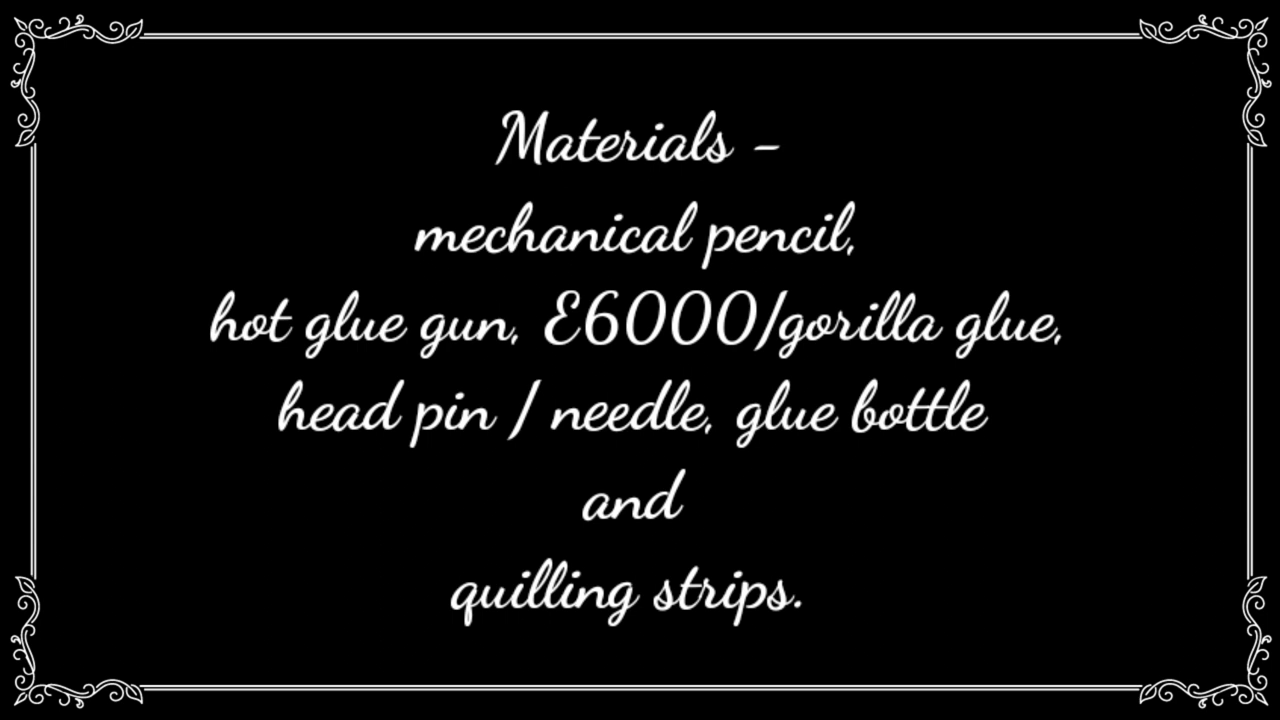 Materials -
mechanical pencil,
hot glue gun, E6000/gorilla glue,
head pin / needle, glue bottle
and
quilling strips.